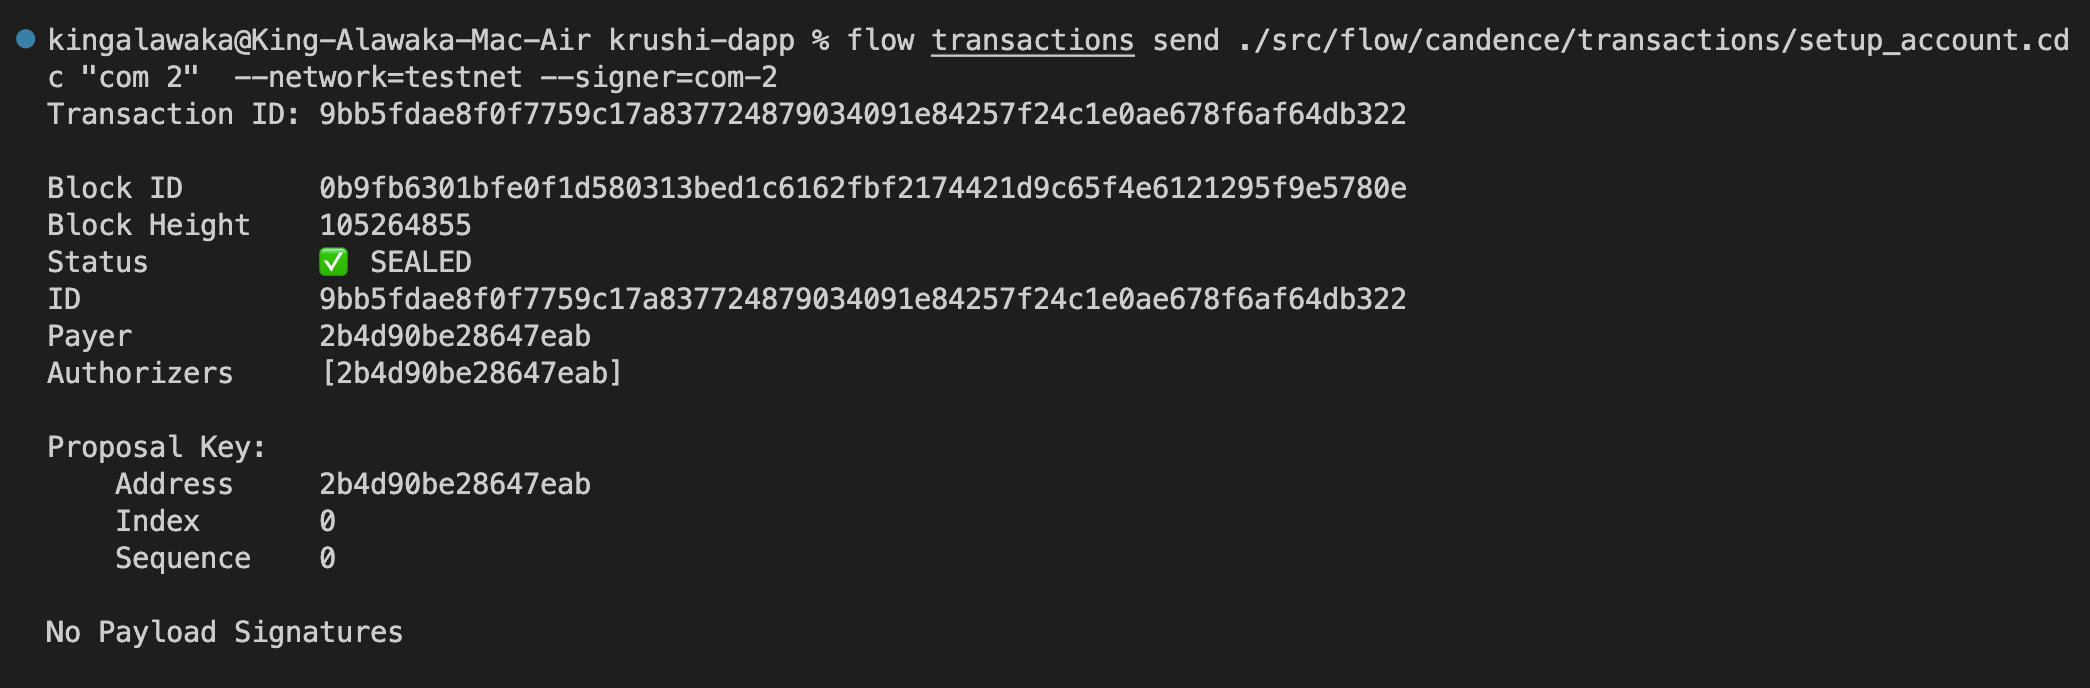 kingalawaka@King-Alawaka-Mac-Air krushi-dapp % flow transactions send ./src/flow/candence/transactions/setup_account.cd
c "com 2"  --network=testnet --signer=com-2
Transaction ID: 9bb5fdae8f0f7759c17a837724879034091e84257f24c1e0ae678f6af64db322
Block ID        0b9fb6301bfe0f1d580313bed1c6162fbf2174421d9c65f4e6121295f9e5780e
Block Height    105264855
Status          ✅ SEALED
ID              9bb5fdae8f0f7759c17a837724879034091e84257f24c1e0ae678f6af64db322
Payer           2b4d90be28647eab
Authorizers     [2b4d90be28647eab]
Proposal Key:
    Address     2b4d90be28647eab
    Index       0
    Sequence    0
No Payload Signatures